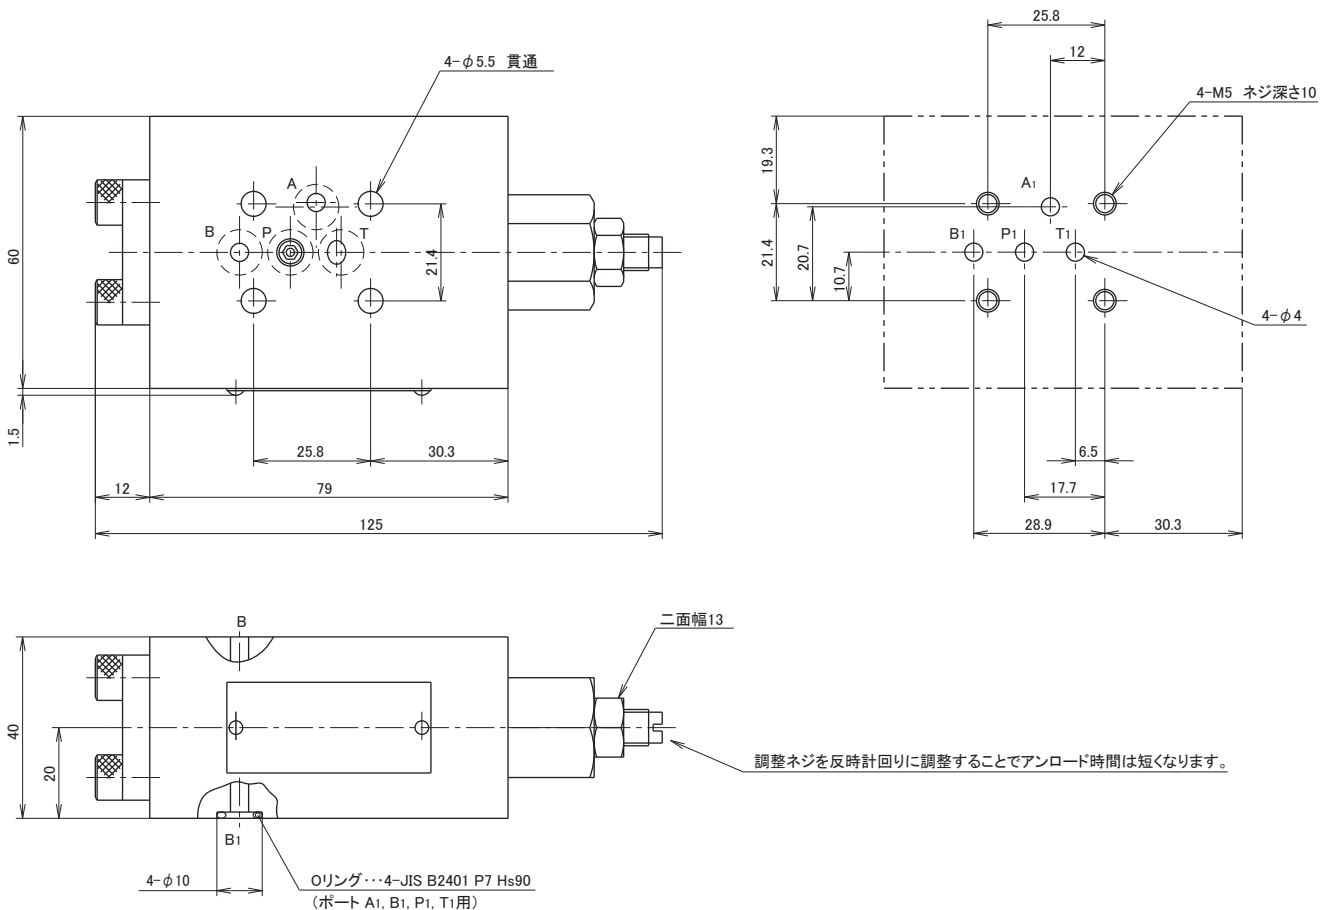 4-φ5.5 貫通
60
A
B
P
T
21.4
1.5
25.8
30.3
12
79
125
25.8
12
4-M5 ネジ深さ10
19.3
21.4
20.7
10.7
A1
B1
P1
T1
4-φ4
6.5
17.7
28.9
30.3
B
二面幅13
40
20
調整ネジを反時計回りに調整することでアンロード時間は短くなります。
B1
4-φ10
Oリング･･･4-JIS B2401 P7 Hs90
(ポート A1, B1, P1, T1用)